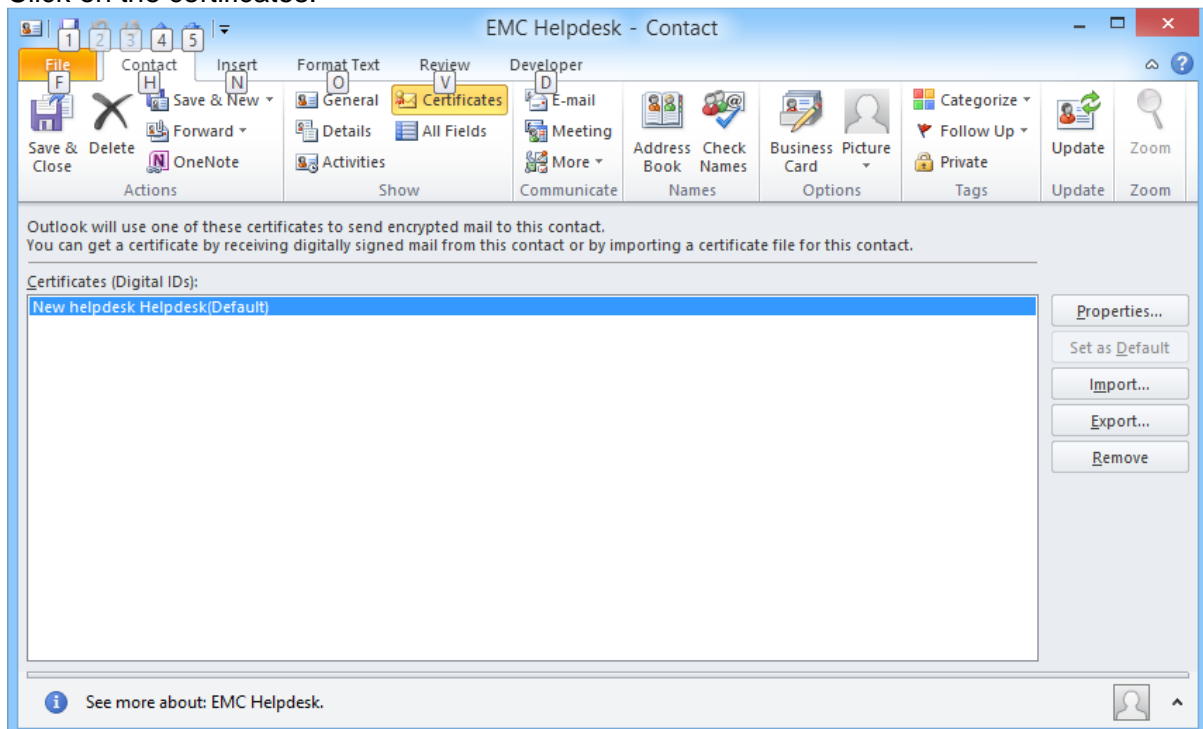 Click on the certificates.
EMC Helpdesk - Contact
1 2 3 4 5
File Contact Insert Format Text Review Developer
F H N O V D
Save & New General Certificates E-mail Categorize
Forward Details All Fields Meeting Follow Up
Save & Close Delete OneNote Activities More Address Book Check Names Business Card Picture Private Update Zoom
Actions Show Communicate Names Options Tags Update Zoom
Outlook will use one of these certificates to send encrypted mail to this contact.
You can get a certificate by receiving digitally signed mail from this contact or by importing a certificate file for this contact.
Certificates (Digital IDs):
New helpdesk Helpdesk(Default)
Properties...
Set as Default
Import...
Export...
Remove
See more about: EMC Helpdesk.